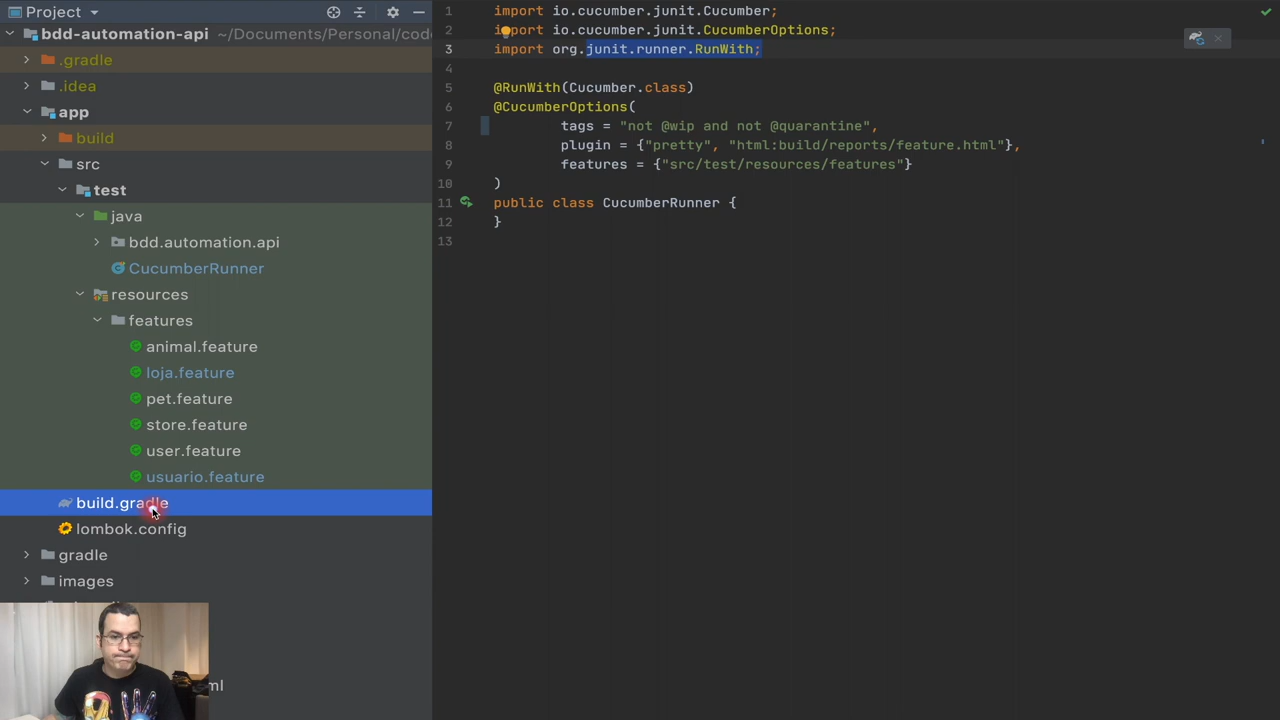 Project
bdd-automation-api ~/Documents/Personal/code
.gradle
.idea
app
build
src
test
java
bdd.automation.api
CucumberRunner
resources
features
animal.feature
loja.feature
pet.feature
store.feature
user.feature
usuario.feature
build.gradle
lombok.config
gradle
images
ml
1 import io.cucumber.junit.Cucumber;
2 import io.cucumber.junit.CucumberOptions;
3 import org.junit.runner.RunWith;
4
5 @RunWith(Cucumber.class)
6 @CucumberOptions(
7 tags = "not @wip and not @quarantine",
8 plugin = {"pretty", "html:build/reports/feature.html"},
9 features = {"src/test/resources/features"}
10 )
11 public class CucumberRunner {
12 }
13